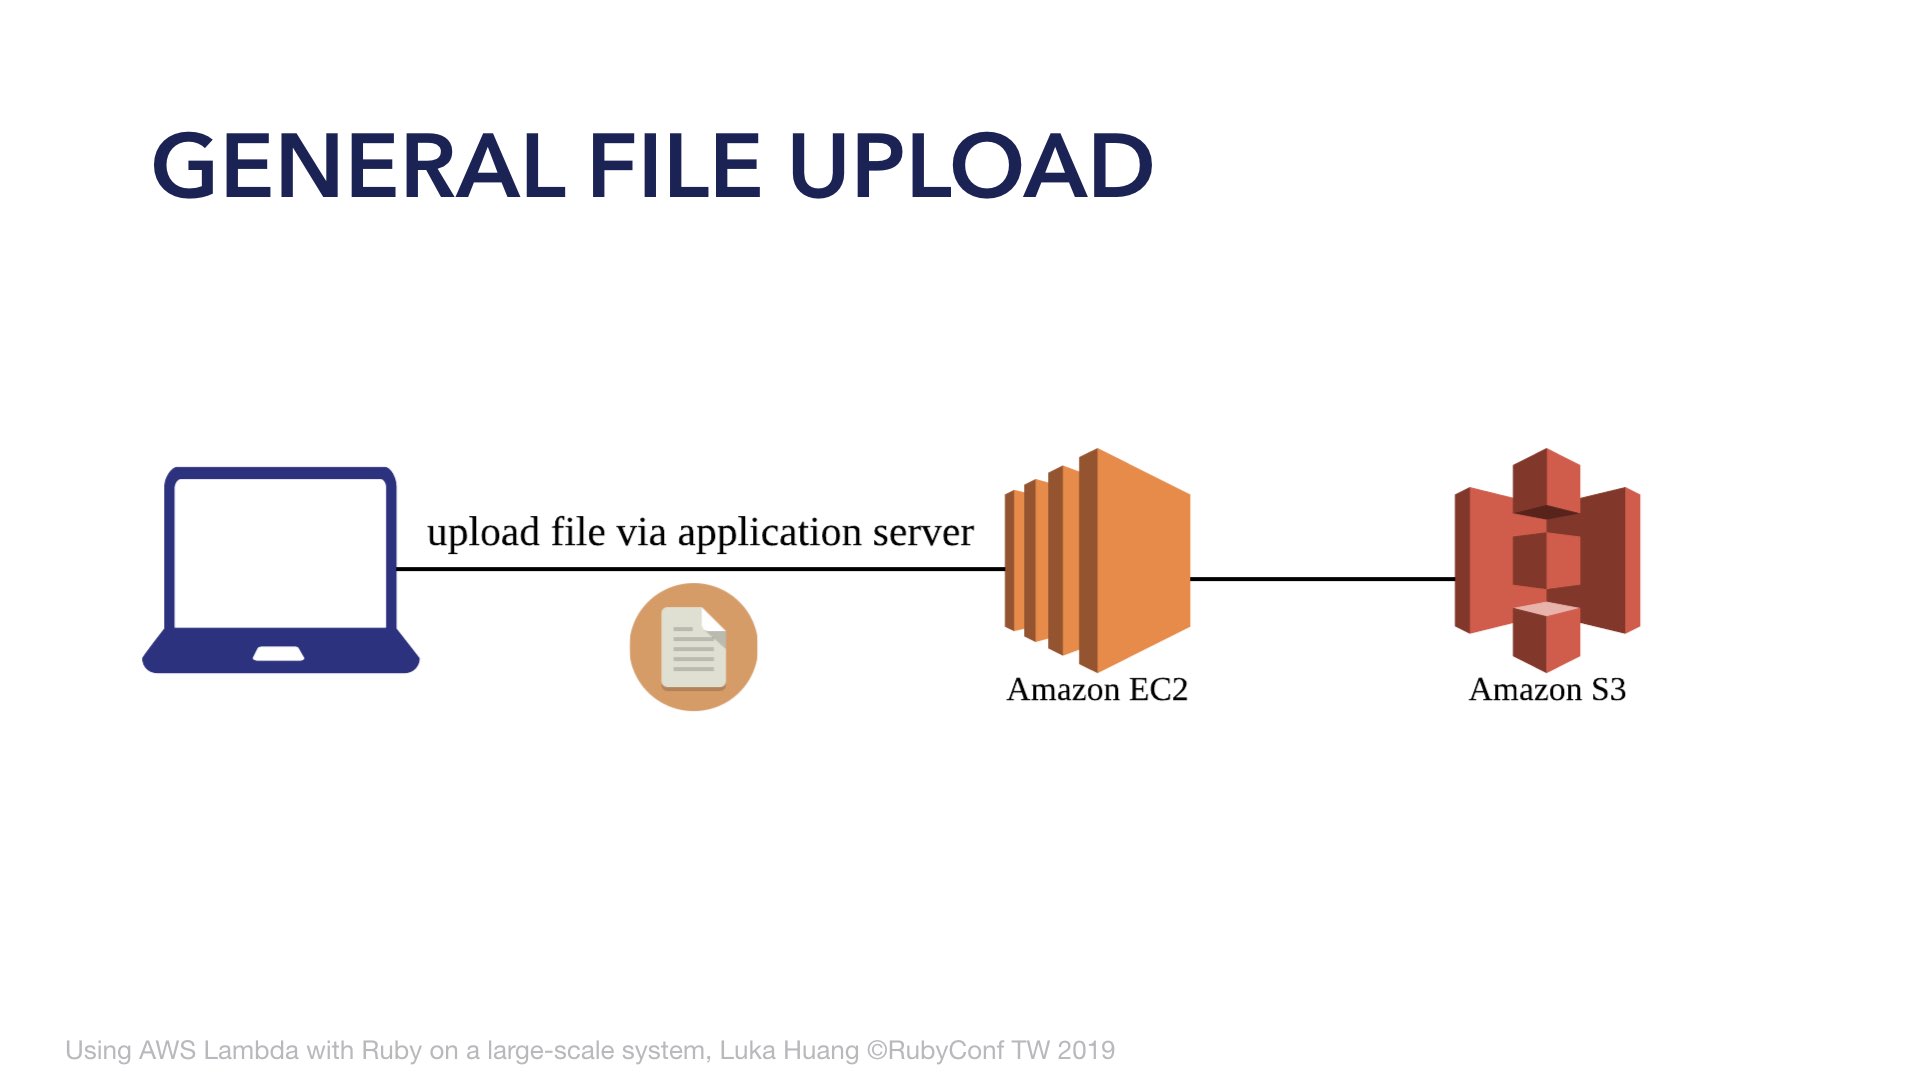 GENERAL FILE UPLOAD
upload file via application server
Amazon EC2
Amazon S3
Using AWS Lambda with Ruby on a large-scale system, Luka Huang ©RubyConf TW 2019